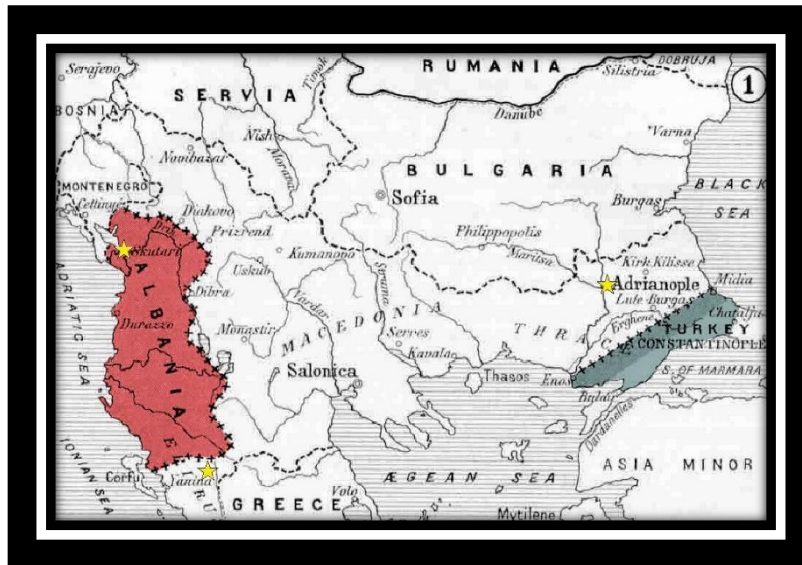 RUMANIA
DOBRUJA
Serajevo
Timok
Silistria
1
SERVIA
BOSNIA
Danube
Nish
Varna
Novibazar
Morava
BULGARIA
MONTENEGRO
BLACK
SEA
Cettinje
Sofia
Burgas
Diakovo
Drin
Prizrend
Philippopolis
Skutari
Kumanovo
Maritsa
Kirk Kilisse
Uskub
Struma
Adrianople
Midia
ADRIATIC SEA
Dibra
Lule Burgas
Chatalja
ALBANIA
Vardar
Ergene
TURKEY
Durazzo
MACEDONIA
THRACE
CONSTANTINOPLE
Monastir
Serres
Kavala
S. OF MARMARA
Salonica
Thasos
Enos
Bulair
Dardanelles
IONIAN SEA
EPIRUS
ASIA MINOR
Corfu
Yanina
ÆGEAN SEA
GREECE
Volo
Mytilene